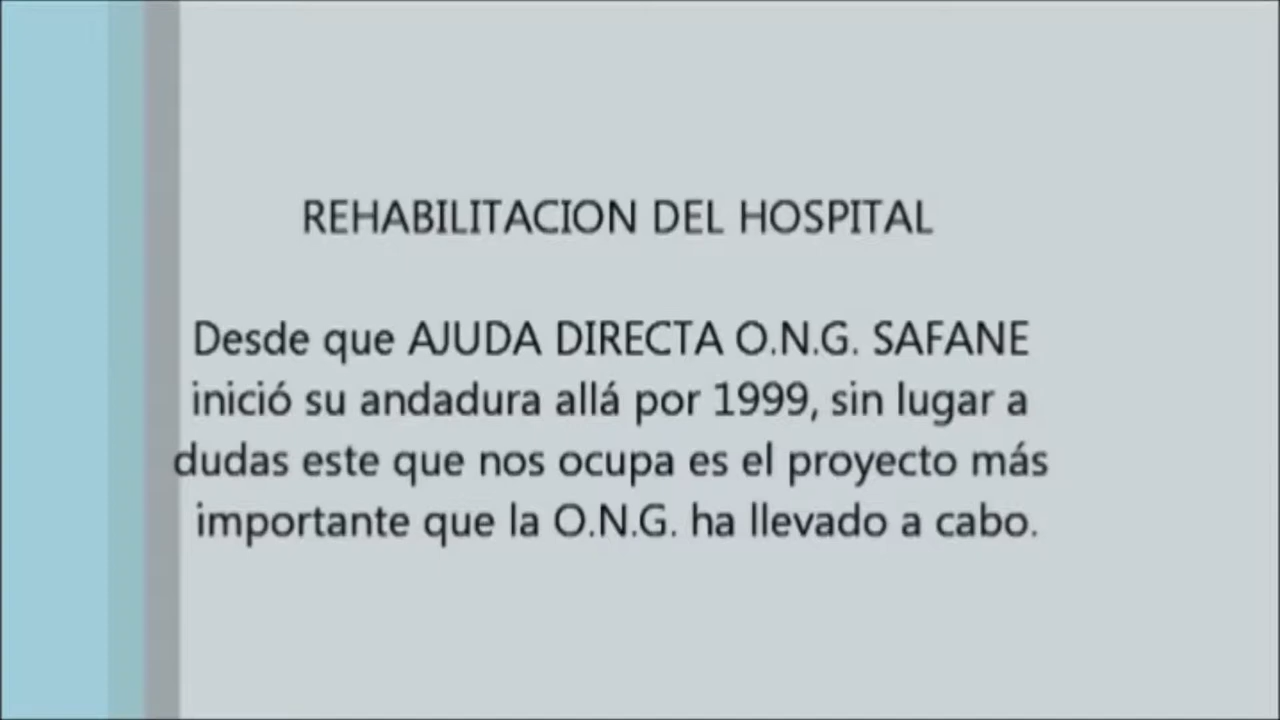 REHABILITACION DEL HOSPITAL
Desde que AJUDA DIRECTA O.N.G. SAFANE
inició su andadura allá por 1999, sin lugar a
dudas este que nos ocupa es el proyecto más
importante que la O.N.G. ha llevado a cabo.